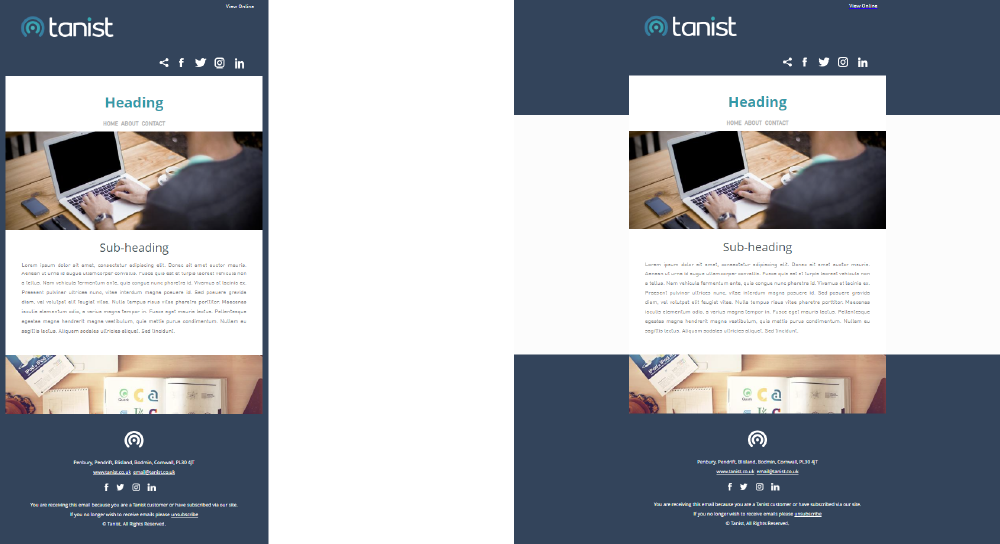 View Online
tanist
Heading
HOME ABOUT CONTACT
Sub-heading
Lorem ipsum dolor sit amet, consectetur adipiscing elit. Donec sit amet auctor mauris.
Aenean ut urna id augue ullamcorper convallis. Fusce quis est et turpis laoreet vehicula non
a tellus. Nam vehicula fermentum odio, quis congue nunc pharetra id. Vivamus at lacinia ex.
Praesent pulvinar ultrices nunc, vitae interdum magna posuere id. Sed posuere gravida
diam, vel volutpat elit feugiat vitae. Nulla tempus risus vitae pharetra porttitor. Maecenas
iaculis elementum odio, a varius magna tempor in. Fusce eget mauris luctus, Pellentesque
egestas magna hendrerit magna vestibulum, quis mattis purus condimentum. Nullam eu
sagittis lectus. Aliquam sodales ultricies aliquet. Sed tincidunt.
Penbury, Pendrift, Blisland, Bodmin, Cornwall, PL30 4JT
www.tanist.co.uk email@tanist.co.uk
You are receiving this email because you are a Tanist customer or have subscribed via our site.
If you no longer wish to receive emails please unsubscribe
© Tanist, All Rights Reserved.
View Online
tanist
Heading
HOME ABOUT CONTACT
Sub-heading
Lorem ipsum dolor sit amet, consectetur adipiscing elit. Donec sit amet auctor mauris.
Aenean ut urna id augue ullamcorper convallis. Fusce quis est et turpis laoreet vehicula non
a tellus. Nam vehicula fermentum ante, quis congue nunc pharetra id. Vivamus at lacinia ex.
Praesent pulvinar ultrices nunc, vitae interdum magna posuere id. Sed posuere gravida
diam, vel volutpat elit feugiat vitae. Nulla tempus risus vitae pharetra porttitor. Maecenas
iaculis elementum odio, a varius magna tempor in. Fusce eget mauris luctus. Pellentesque
egestas magna hendrerit magna vestibulum, quis mattis purus condimentum. Nullam eu
sagittis lectus. Aliquam sodales ultricies aliquet. Sed tincidunt.
Penbury, Pendrift, Blisland, Bodmin, Cornwall, PL30 4JT
www.tanist.co.uk email@tanist.co.uk
You are receiving this email because you are a Tanist customer or have subscribed via our site.
If you no longer wish to receive emails please unsubscribe
© Tanist, All Rights Reserved.